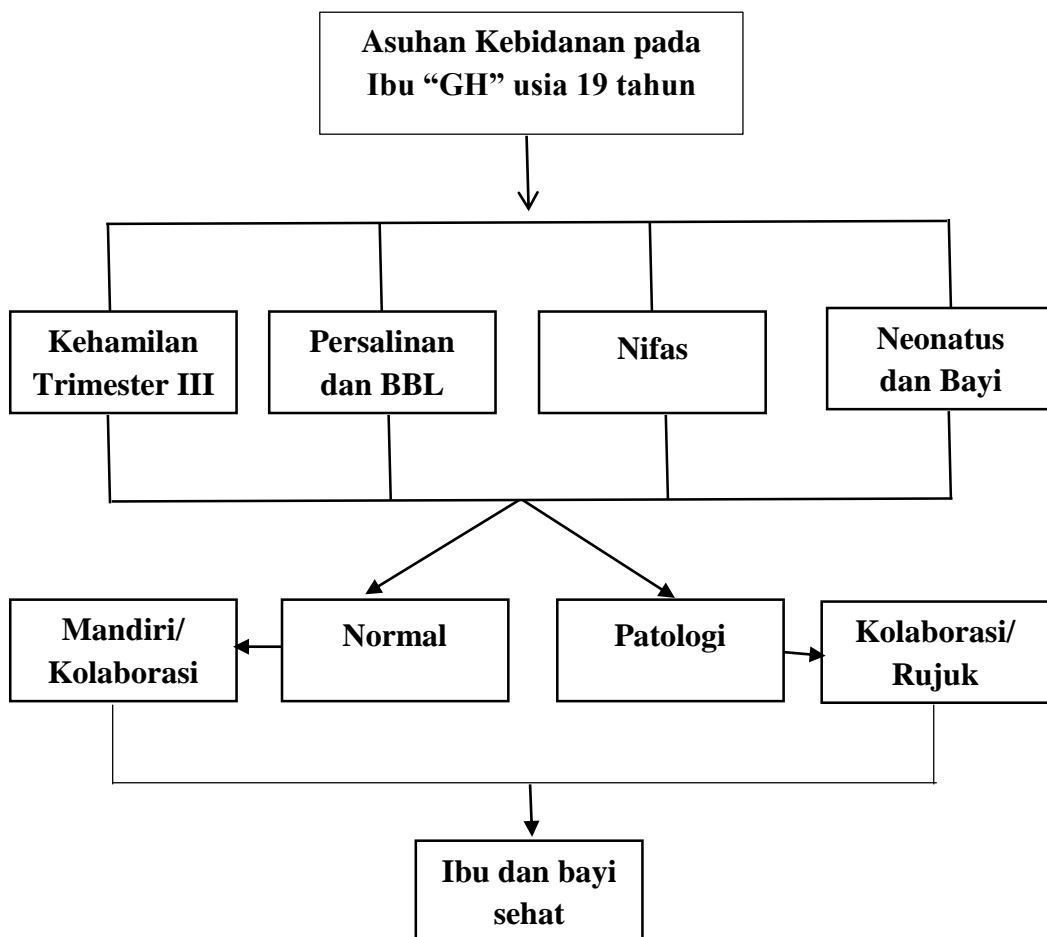 Asuhan Kebidanan pada
Ibu “GH” usia 19 tahun
Kehamilan
Trimester III
Persalinan
dan BBL
Nifas
Neonatus
dan Bayi
Mandiri/
Kolaborasi
Normal
Patologi
Kolaborasi/
Rujuk
Ibu dan bayi
sehat